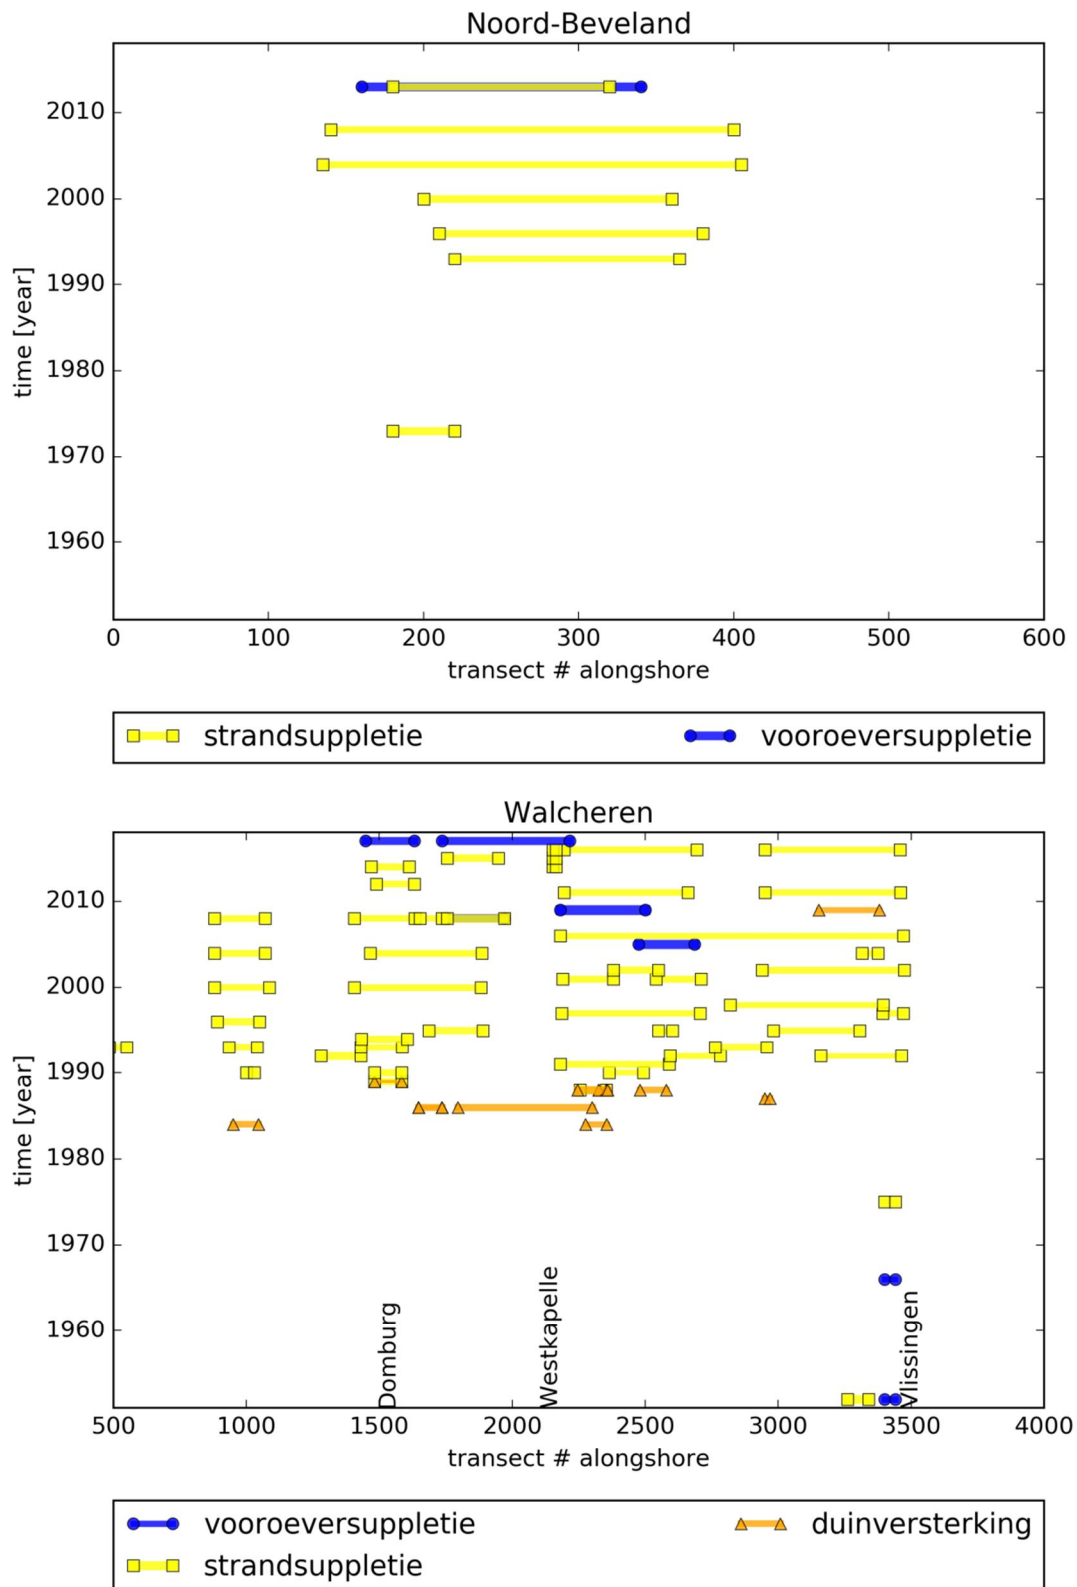 Noord-Beveland
time [year]
2010
2000
1990
1980
1970
1960
0 100 200 300 400 500 600
transect # alongshore
strandsuppletie vooroeversuppletie
Walcheren
time [year]
2010
2000
1990
1980
1970
1960
Domburg
Westkapelle
Vlissingen
500 1000 1500 2000 2500 3000 3500 4000
transect # alongshore
vooroeversuppletie duinversterking
strandsuppletie